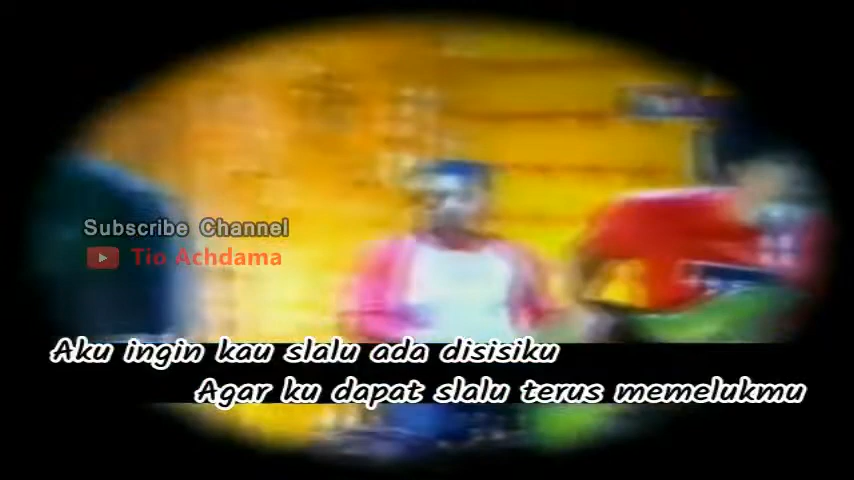 Subscribe Channel
Tio Achdama
Aku ingin kau slalu ada disisiku
Agar ku dapat slalu terus memelukmu